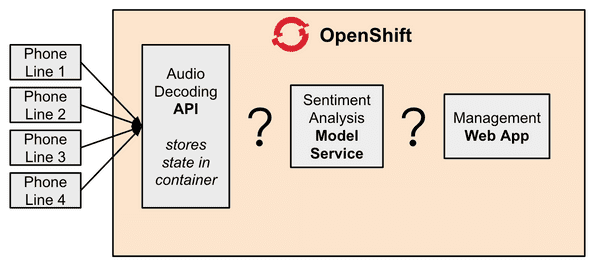 OpenShift
Phone
Line 1
Phone
Line 2
Phone
Line 3
Phone
Line 4
Audio
Decoding
API
stores
state in
container
?
Sentiment
Analysis
Model
Service
?
Management
Web App